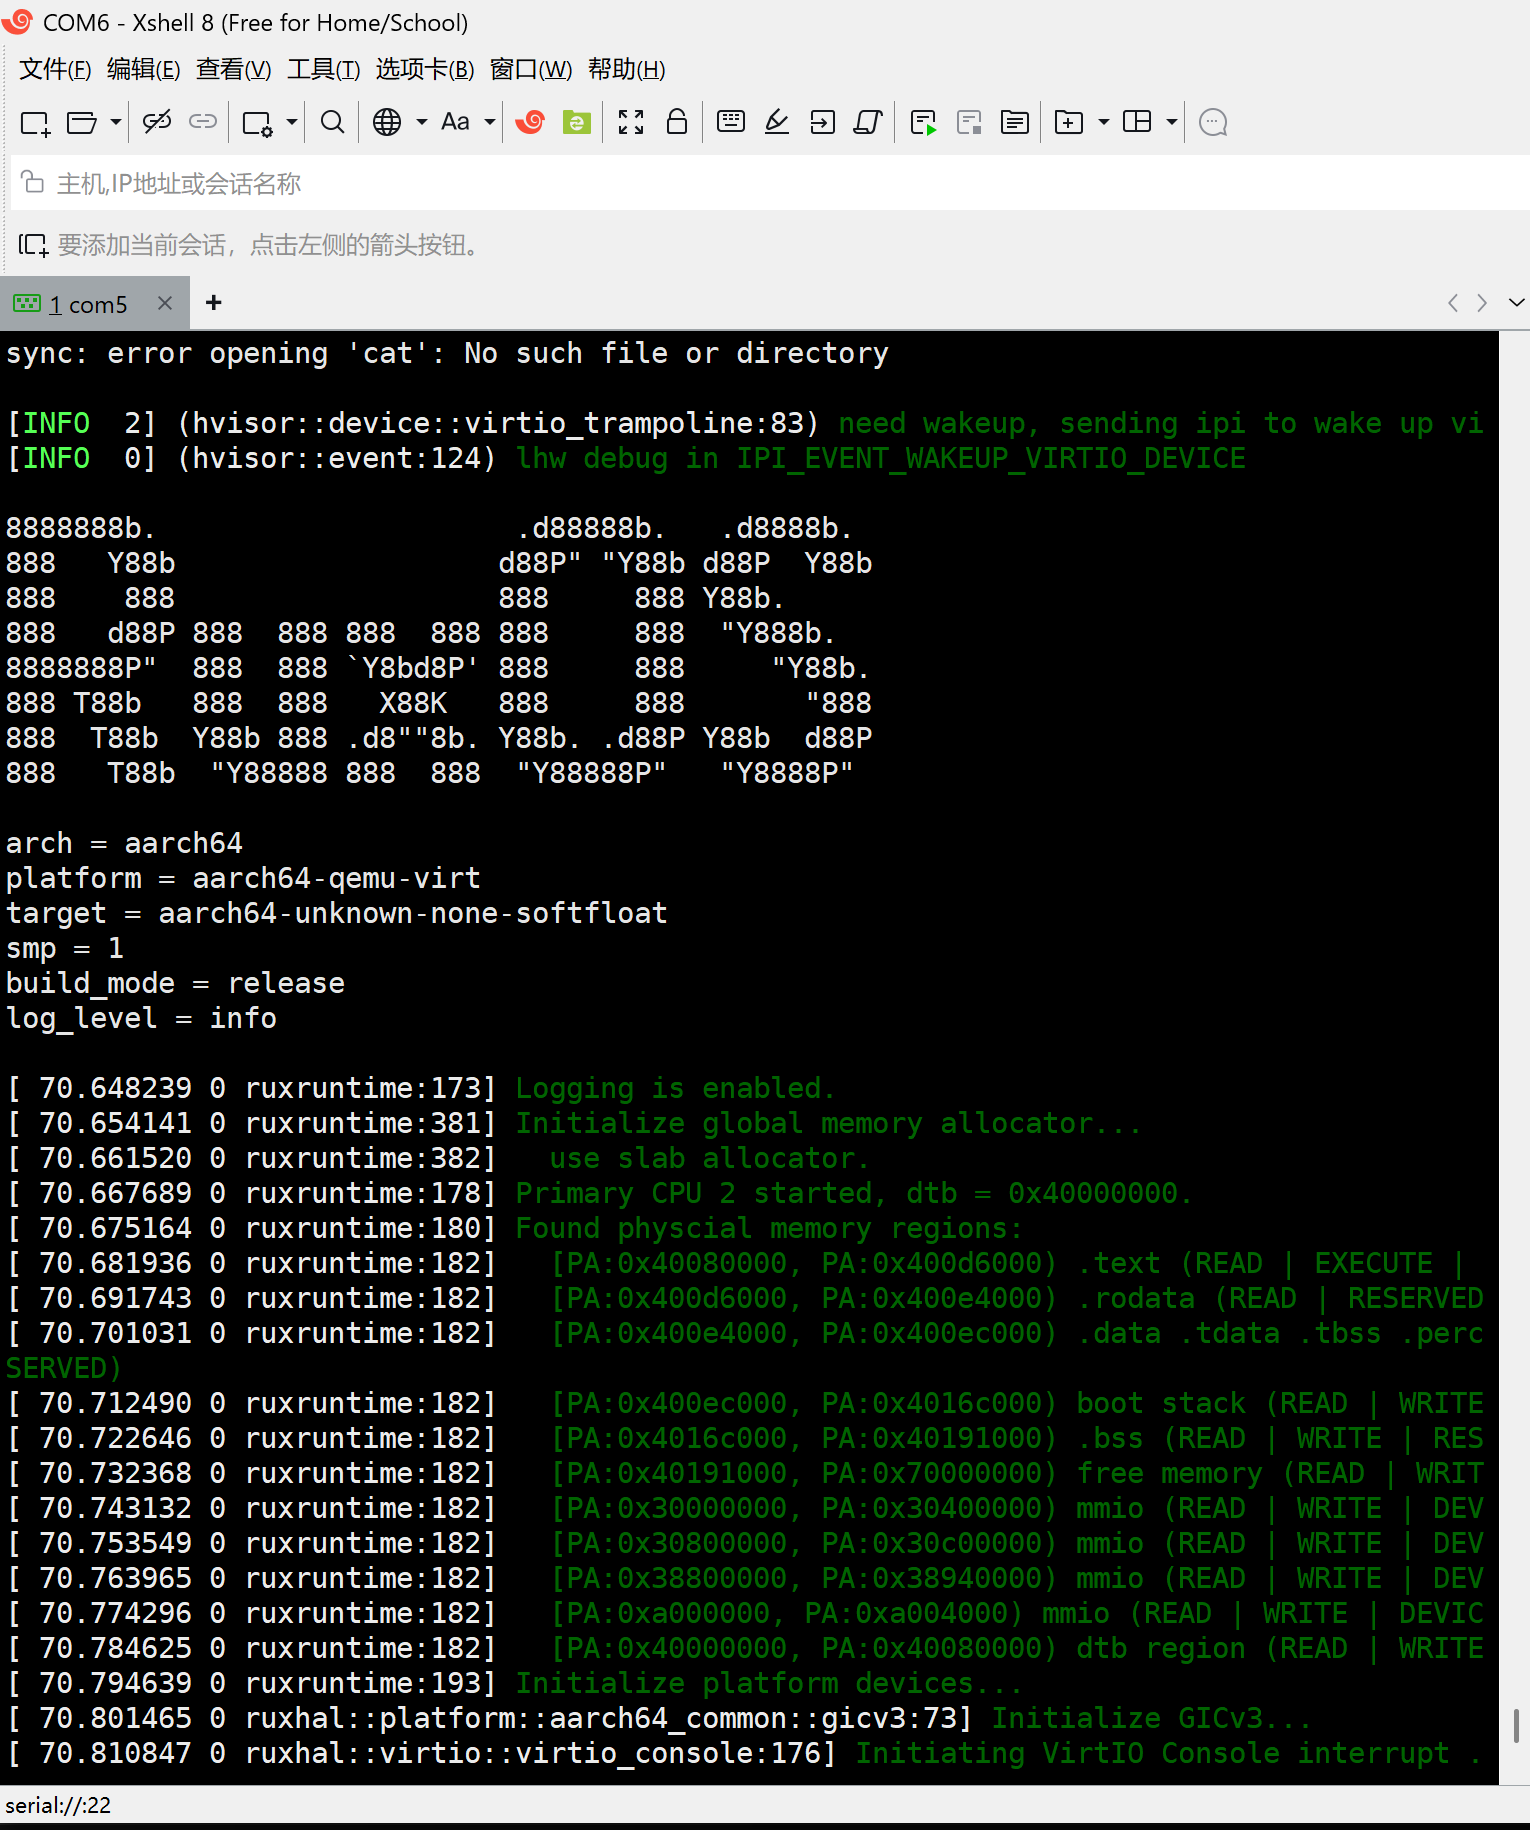 COM6 - Xshell 8 (Free for Home/School)
文件(F) 编辑(E) 查看(V) 工具(T) 选项卡(B) 窗口(W) 帮助(H)
Aa
主机,IP地址或会话名称
要添加当前会话，点击左侧的箭头按钮。
1 com5
sync: error opening 'cat': No such file or directory
[INFO  2] (hvisor::device::virtio_trampoline:83) need wakeup, sending ipi to wake up vi
[INFO  0] (hvisor::event:124) lhw debug in IPI_EVENT_WAKEUP_VIRTIO_DEVICE
8888888b.                     .d88888b.   .d8888b.
888   Y88b                   d88P" "Y88b d88P  Y88b
888    888                   888     888 Y88b.
888   d88P 888  888 888  888 888     888  "Y888b.
8888888P"  888  888 `Y8bd8P' 888     888     "Y88b.
888 T88b   888  888   X88K   888     888       "888
888  T88b  Y88b 888 .d8""8b. Y88b. .d88P Y88b  d88P
888   T88b  "Y88888 888  888  "Y88888P"   "Y8888P"
arch = aarch64
platform = aarch64-qemu-virt
target = aarch64-unknown-none-softfloat
smp = 1
build_mode = release
log_level = info
[ 70.648239 0 ruxruntime:173] Logging is enabled.
[ 70.654141 0 ruxruntime:381] Initialize global memory allocator...
[ 70.661520 0 ruxruntime:382]   use slab allocator.
[ 70.667689 0 ruxruntime:178] Primary CPU 2 started, dtb = 0x40000000.
[ 70.675164 0 ruxruntime:180] Found physcial memory regions:
[ 70.681936 0 ruxruntime:182]   [PA:0x40080000, PA:0x400d6000) .text (READ | EXECUTE |
[ 70.691743 0 ruxruntime:182]   [PA:0x400d6000, PA:0x400e4000) .rodata (READ | RESERVED
[ 70.701031 0 ruxruntime:182]   [PA:0x400e4000, PA:0x400ec000) .data .tdata .tbss .perc
SERVED)
[ 70.712490 0 ruxruntime:182]   [PA:0x400ec000, PA:0x4016c000) boot stack (READ | WRITE
[ 70.722646 0 ruxruntime:182]   [PA:0x4016c000, PA:0x40191000) .bss (READ | WRITE | RES
[ 70.732368 0 ruxruntime:182]   [PA:0x40191000, PA:0x70000000) free memory (READ | WRIT
[ 70.743132 0 ruxruntime:182]   [PA:0x30000000, PA:0x30400000) mmio (READ | WRITE | DEV
[ 70.753549 0 ruxruntime:182]   [PA:0x30800000, PA:0x30c00000) mmio (READ | WRITE | DEV
[ 70.763965 0 ruxruntime:182]   [PA:0x38800000, PA:0x38940000) mmio (READ | WRITE | DEV
[ 70.774296 0 ruxruntime:182]   [PA:0xa000000, PA:0xa004000) mmio (READ | WRITE | DEVIC
[ 70.784625 0 ruxruntime:182]   [PA:0x40000000, PA:0x40080000) dtb region (READ | WRITE
[ 70.794639 0 ruxruntime:193] Initialize platform devices...
[ 70.801465 0 ruxhal::platform::aarch64_common::gicv3:73] Initialize GICv3...
[ 70.810847 0 ruxhal::virtio::virtio_console:176] Initiating VirtIO Console interrupt .
serial://:22